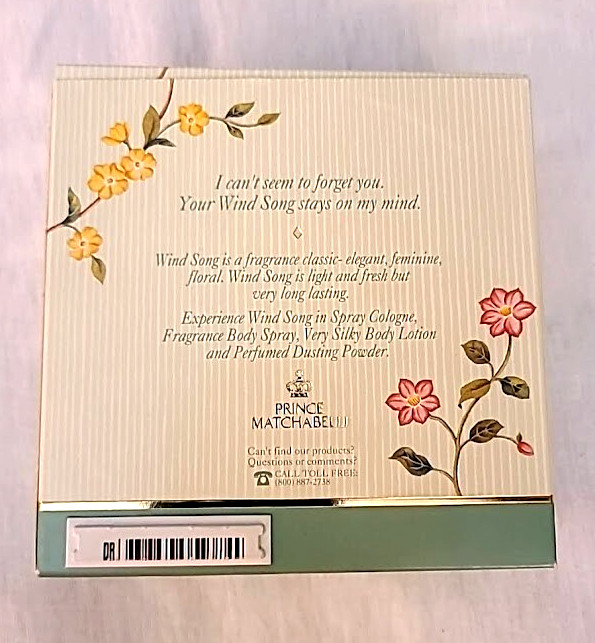 I can't seem to forget you.
Your Wind Song stays on my mind.
Wind Song is a fragrance classic- elegant, feminine,
floral. Wind Song is light and fresh but
very long lasting.
Experience Wind Song in Spray Cologne,
Fragrance Body Spray, Very Silky Body Lotion
and Perfumed Dusting Powder.
PRINCE
MATCHABELLI
Can't find our products?
Questions or comments?
CALL TOLL FREE:
(800) 887-2738
DR